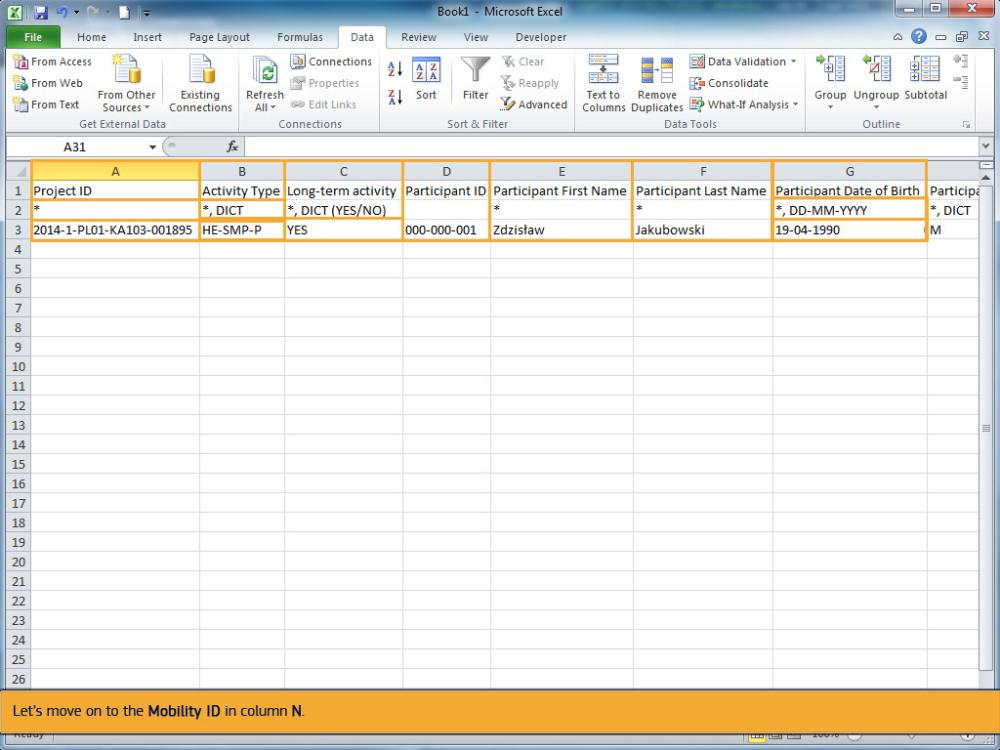 Book1 - Microsoft Excel
File Home Insert Page Layout Formulas Data Review View Developer
From Access
From Web
From Text
From Other Sources
Existing Connections
Get External Data
Refresh All
Connections
Properties
Edit Links
Connections
Sort
Filter
Clear
Reapply
Advanced
Sort & Filter
Text to Columns
Remove Duplicates
Data Validation
Consolidate
What-If Analysis
Data Tools
Group
Ungroup
Subtotal
Outline
A31 fx
A B C D E F G
1 Project ID Activity Type Long-term activity Participant ID Participant First Name Participant Last Name Participant Date of Birth Participa
2 * *, DICT *, DICT (YES/NO) * * *, DD-MM-YYYY *, DICT
3 2014-1-PL01-KA103-001895 HE-SMP-P YES 000-000-001 Zdzisław Jakubowski 19-04-1990 M
4
5
6
7
8
9
10
11
12
13
14
15
16
17
18
19
20
21
22
23
24
25
26
Let's move on to the Mobility ID in column N.